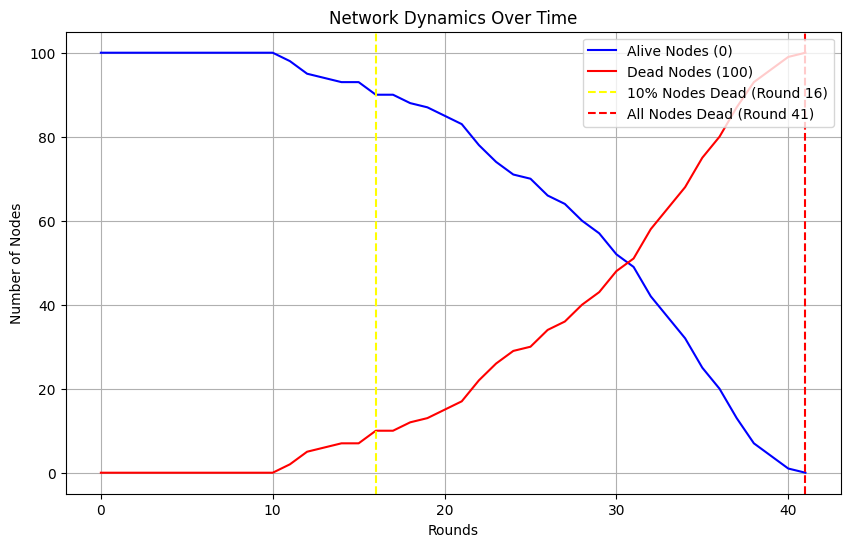 Network Dynamics Over Time
Alive Nodes (0)
Dead Nodes (100)
10% Nodes Dead (Round 16)
All Nodes Dead (Round 41)
Number of Nodes
100
80
60
40
20
0
0 10 20 30 40
Rounds